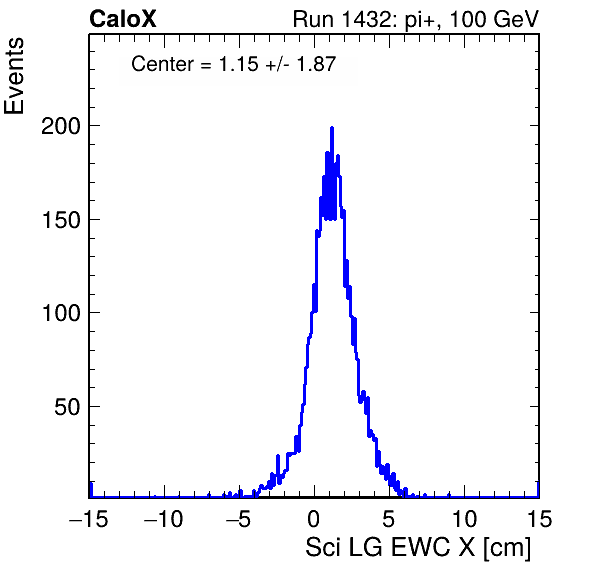 CaloX Run 1432: pi+, 100 GeV
Center = 1.15 +/- 1.87
Events
200
150
100
50
−15 −10 −5 0 5 10 15
Sci LG EWC X [cm]